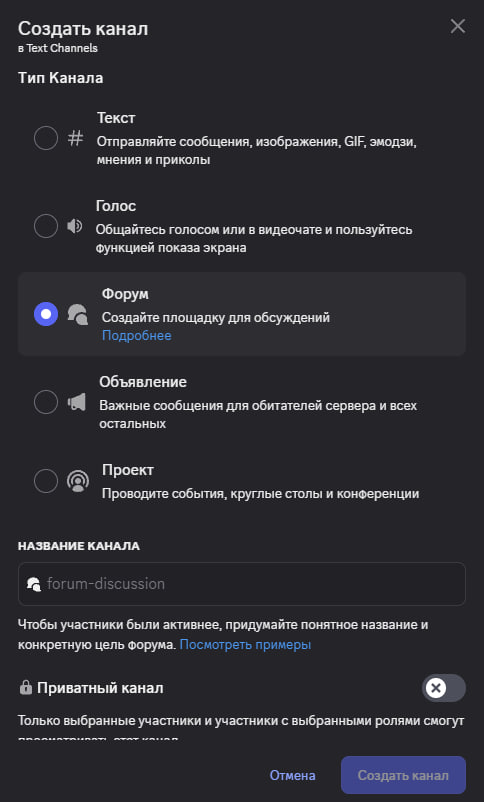 Создать канал
в Text Channels
Тип Канала
Текст
Отправляйте сообщения, изображения, GIF, эмодзи,
мнения и приколы
Голос
Общайтесь голосом или в видеочате и пользуйтесь
функцией показа экрана
Форум
Создайте площадку для обсуждений
Подробнее
Объявление
Важные сообщения для обитателей сервера и всех
остальных
Проект
Проводите события, круглые столы и конференции
НАЗВАНИЕ КАНАЛА
forum-discussion
Чтобы участники были активнее, придумайте понятное название и
конкретную цель форума. Посмотреть примеры
Приватный канал
Только выбранные участники и участники с выбранными ролями смогут
просматривать этот канал.
Отмена
Создать канал